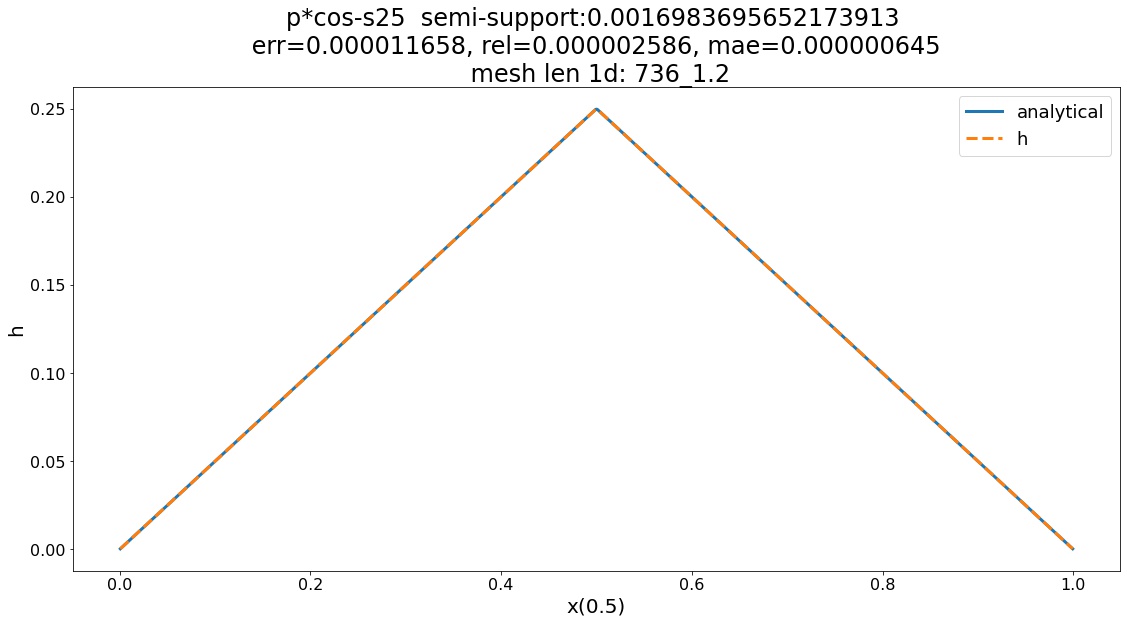 p*cos-s25  semi-support:0.0016983695652173913
err=0.000011658, rel=0.000002586, mae=0.000000645
mesh len 1d: 736_1.2
analytical
h
0.25
0.20
0.15
0.10
0.05
0.00
h
0.0
0.2
0.4
0.6
0.8
1.0
x(0.5)